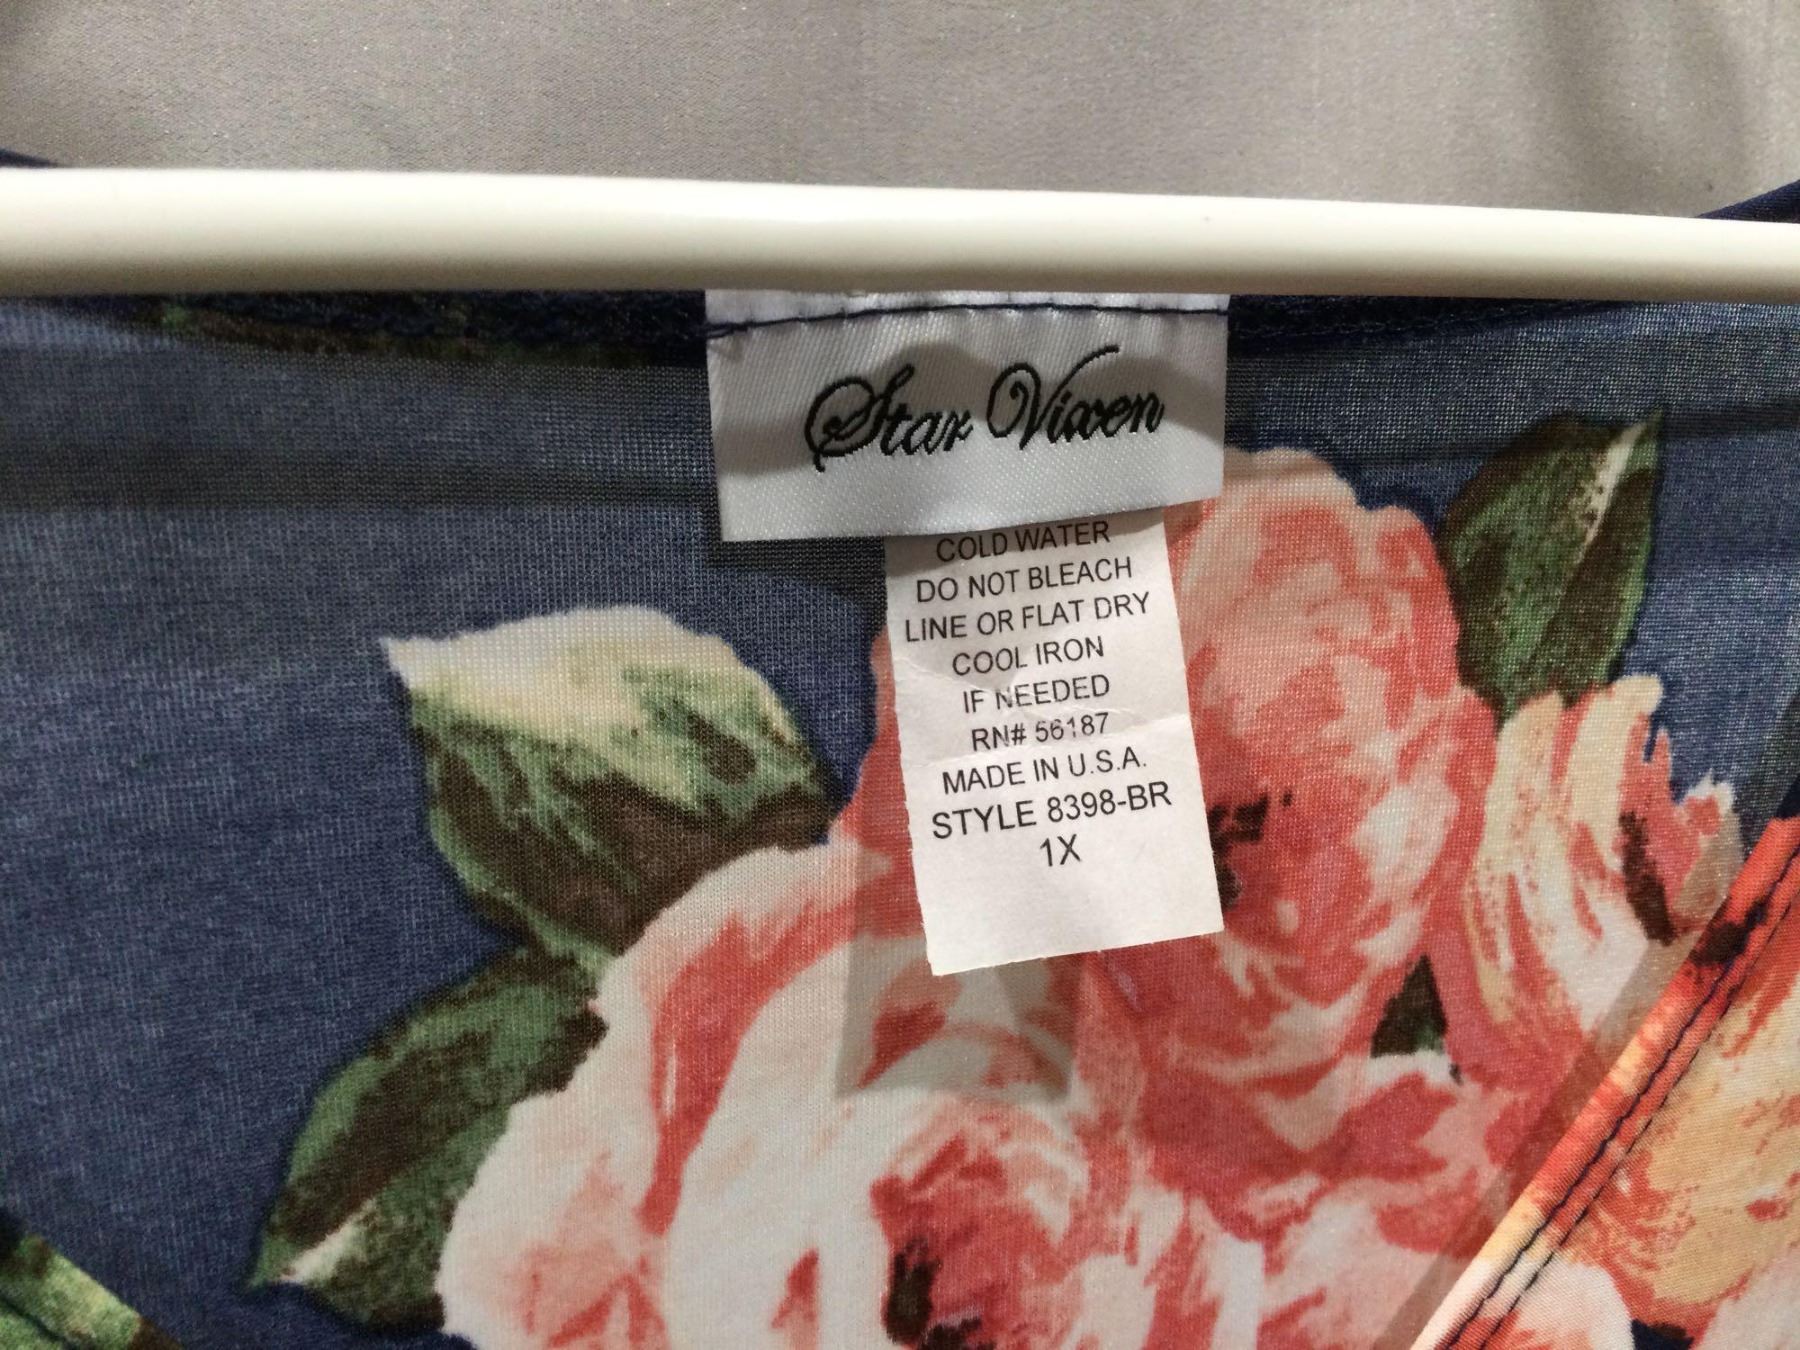 Star Vixen
COLD WATER
DO NOT BLEACH
LINE OR FLAT DRY
COOL IRON
IF NEEDED
RN# 56187
MADE IN U.S.A.
STYLE 8398-BR
1X